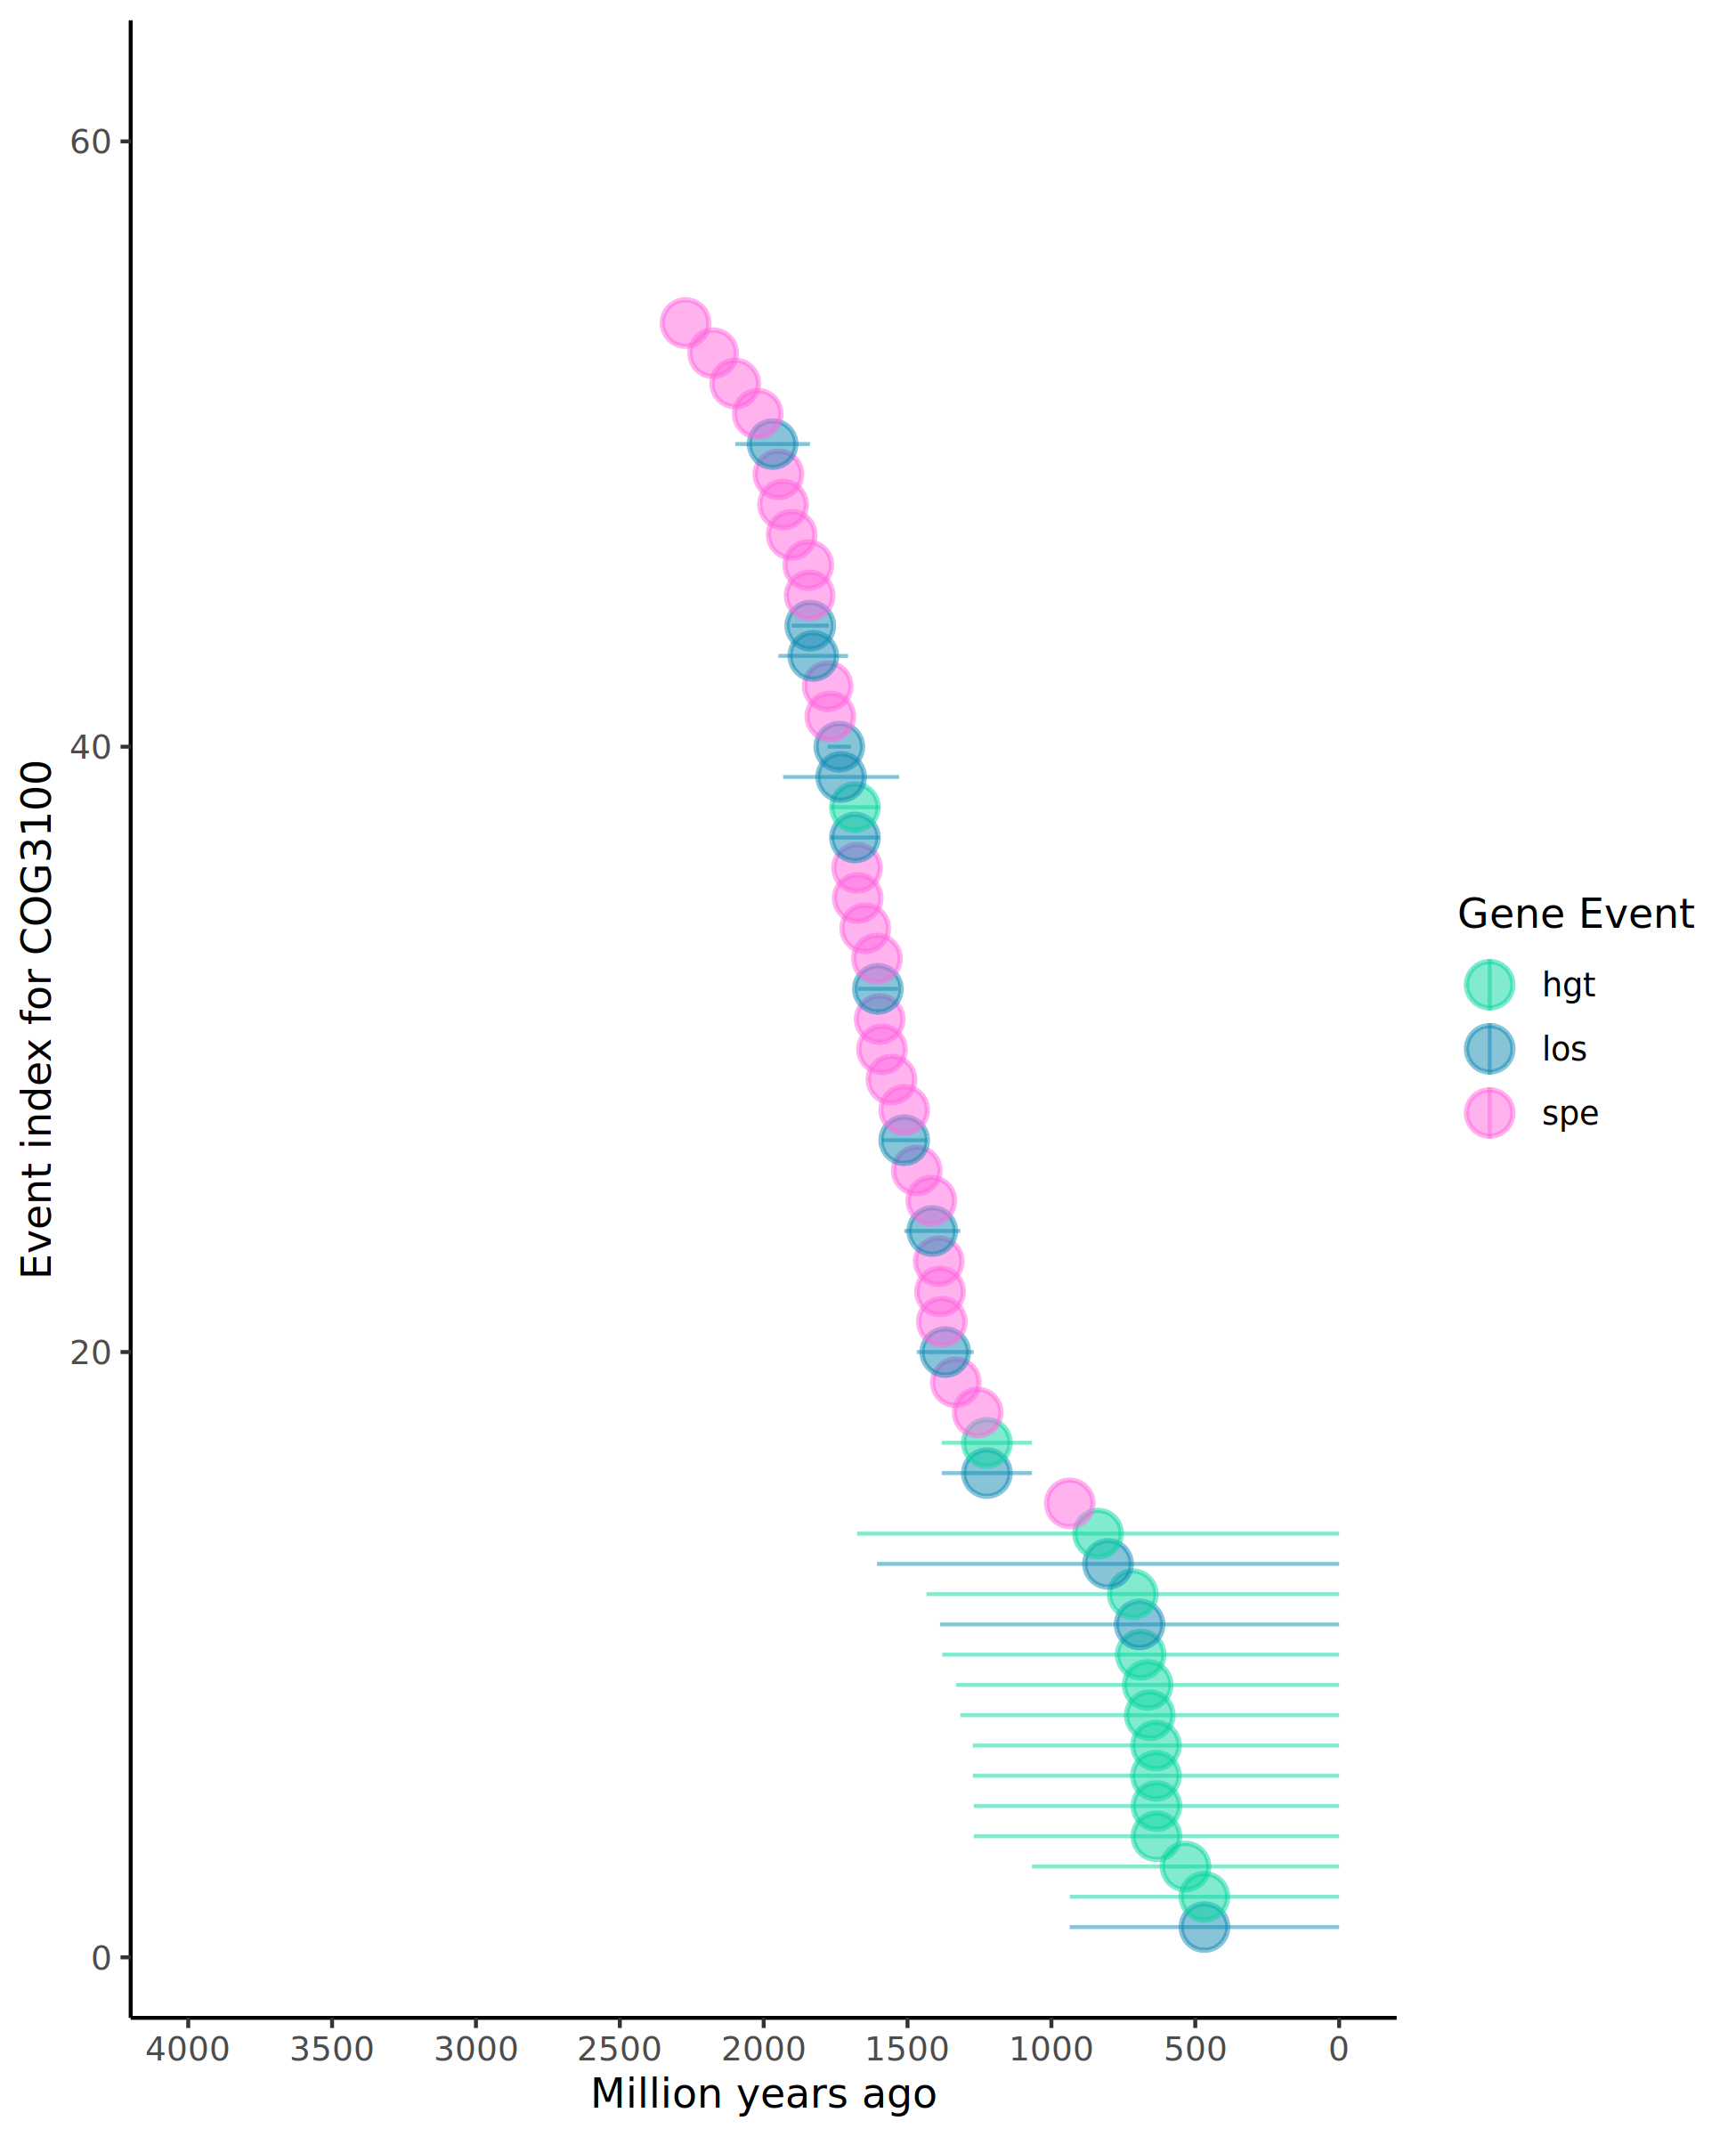 60
40
20
0
Event index for COG3100
4000 3500 3000 2500 2000 1500 1000 500 0
Million years ago
Gene Event
hgt
los
spe